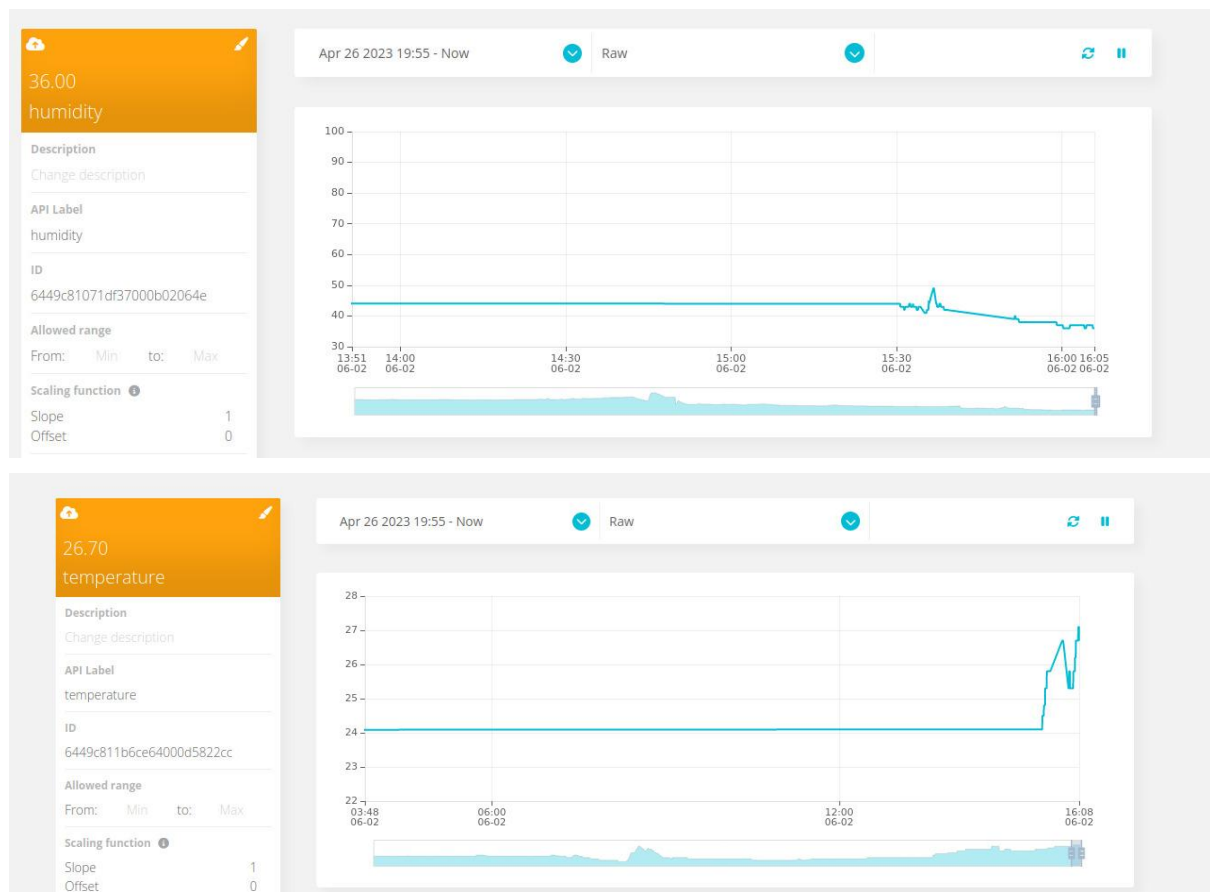 36.00
humidity
Description
Change description
API Label
humidity
ID
6449c81071df37000b02064e
Allowed range
From: Min to: Max
Scaling function
Slope 1
Offset 0
Apr 26 2023 19:55 - Now Raw
100
90
80
70
60
50
40
30
13:51 14:00 14:30 15:00 15:30 16:00 16:05
06-02 06-02 06-02 06-02 06-02 06-02 06-02
26.70
temperature
Description
Change description
API Label
temperature
ID
6449c811b6ce64000d5822cc
Allowed range
From: Min to: Max
Scaling function
Slope 1
Offset 0
Apr 26 2023 19:55 - Now Raw
28
27
26
25
24
23
22
03:48 06:00 12:00 16:08
06-02 06-02 06-02 06-02